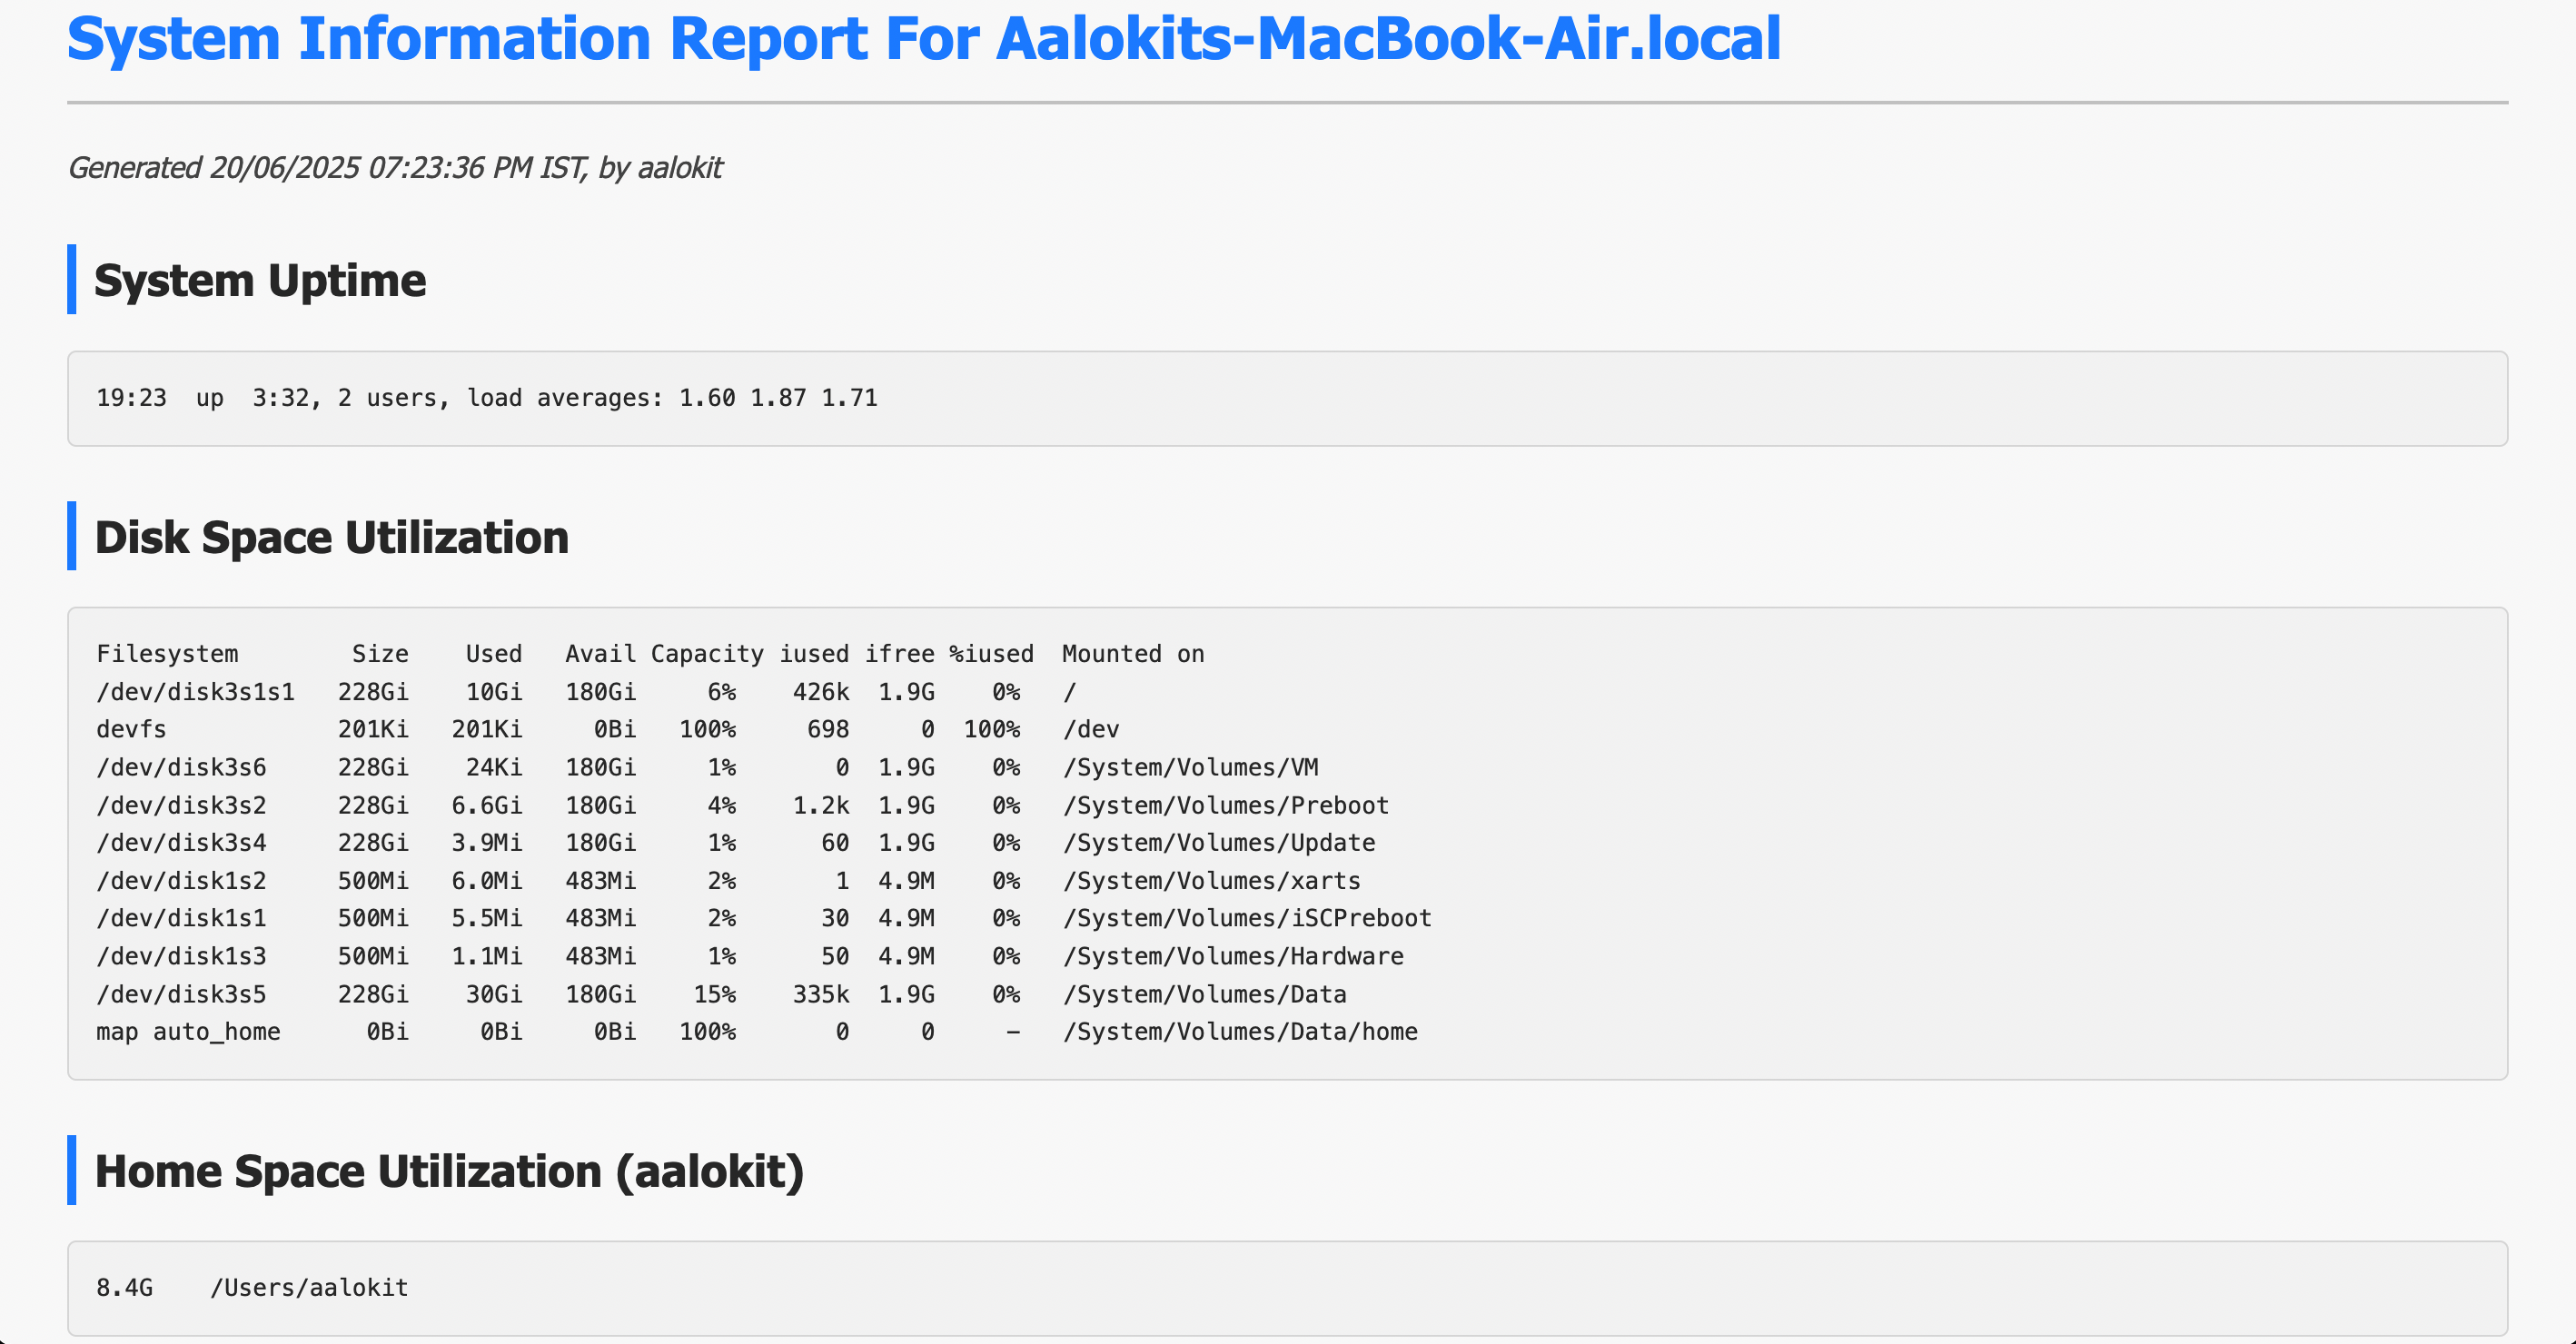 System Information Report For Aalokits-MacBook-Air.local
Generated 20/06/2025 07:23:36 PM IST, by aalokit
System Uptime
19:23  up  3:32, 2 users, load averages: 1.60 1.87 1.71
Disk Space Utilization
Filesystem        Size    Used   Avail Capacity iused ifree %iused  Mounted on
/dev/disk3s1s1   228Gi    10Gi   180Gi     6%    426k  1.9G    0%   /
devfs            201Ki   201Ki     0Bi   100%     698     0  100%   /dev
/dev/disk3s6     228Gi    24Ki   180Gi     1%       0  1.9G    0%   /System/Volumes/VM
/dev/disk3s2     228Gi   6.6Gi   180Gi     4%    1.2k  1.9G    0%   /System/Volumes/Preboot
/dev/disk3s4     228Gi   3.9Mi   180Gi     1%      60  1.9G    0%   /System/Volumes/Update
/dev/disk1s2     500Mi   6.0Mi   483Mi     2%       1  4.9M    0%   /System/Volumes/xarts
/dev/disk1s1     500Mi   5.5Mi   483Mi     2%      30  4.9M    0%   /System/Volumes/iSCPreboot
/dev/disk1s3     500Mi   1.1Mi   483Mi     1%      50  4.9M    0%   /System/Volumes/Hardware
/dev/disk3s5     228Gi    30Gi   180Gi    15%    335k  1.9G    0%   /System/Volumes/Data
map auto_home      0Bi     0Bi     0Bi   100%       0     0     -   /System/Volumes/Data/home
Home Space Utilization (aalokit)
8.4G    /Users/aalokit